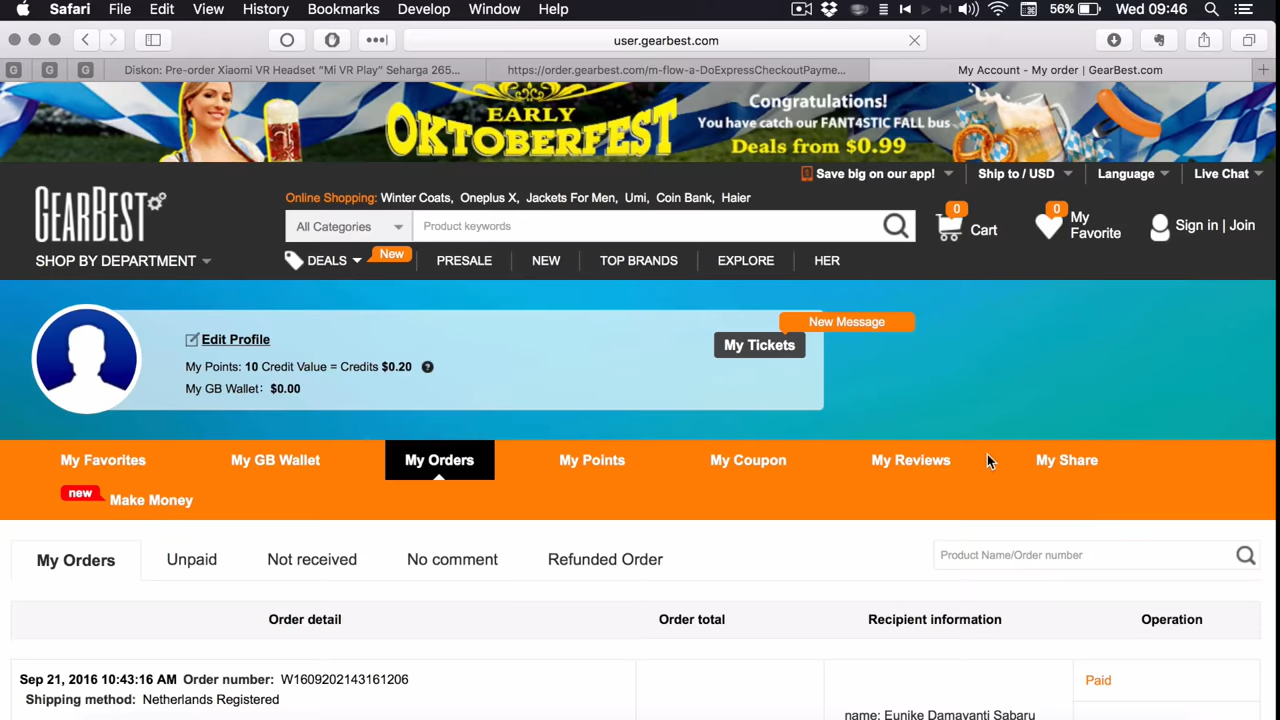 Safari File Edit View History Bookmarks Develop Window Help 56% Wed 09:46
user.gearbest.com
G G G Diskon: Pre-order Xiaomi VR Headset “Mi VR Play” Seharga 265... https://order.gearbest.com/m-flow-a-DoExpressCheckoutPayme... My Account - My order | GearBest.com
EARLY
OKTOBERFEST
Congratulations!
You have catch our FANT4STIC FALL bus
Deals from $0.99
Save big on our app! Ship to / USD Language Live Chat
GEARBEST
Online Shopping: Winter Coats, Oneplus X, Jackets For Men, Umi, Coin Bank, Haier
All Categories Product keywords
0 Cart
0 My Favorite
Sign in | Join
SHOP BY DEPARTMENT DEALS New PRESALE NEW TOP BRANDS EXPLORE HER
New Message
Edit Profile
My Tickets
My Points: 10 Credit Value = Credits $0.20 ?
My GB Wallet: $0.00
My Favorites My GB Wallet My Orders My Points My Coupon My Reviews My Share
new Make Money
My Orders Unpaid Not received No comment Refunded Order Product Name/Order number
Order detail Order total Recipient information Operation
Sep 21, 2016 10:43:16 AM Order number: W1609202143161206 Paid
Shipping method: Netherlands Registered
name: Eunike Damayanti Sabaru